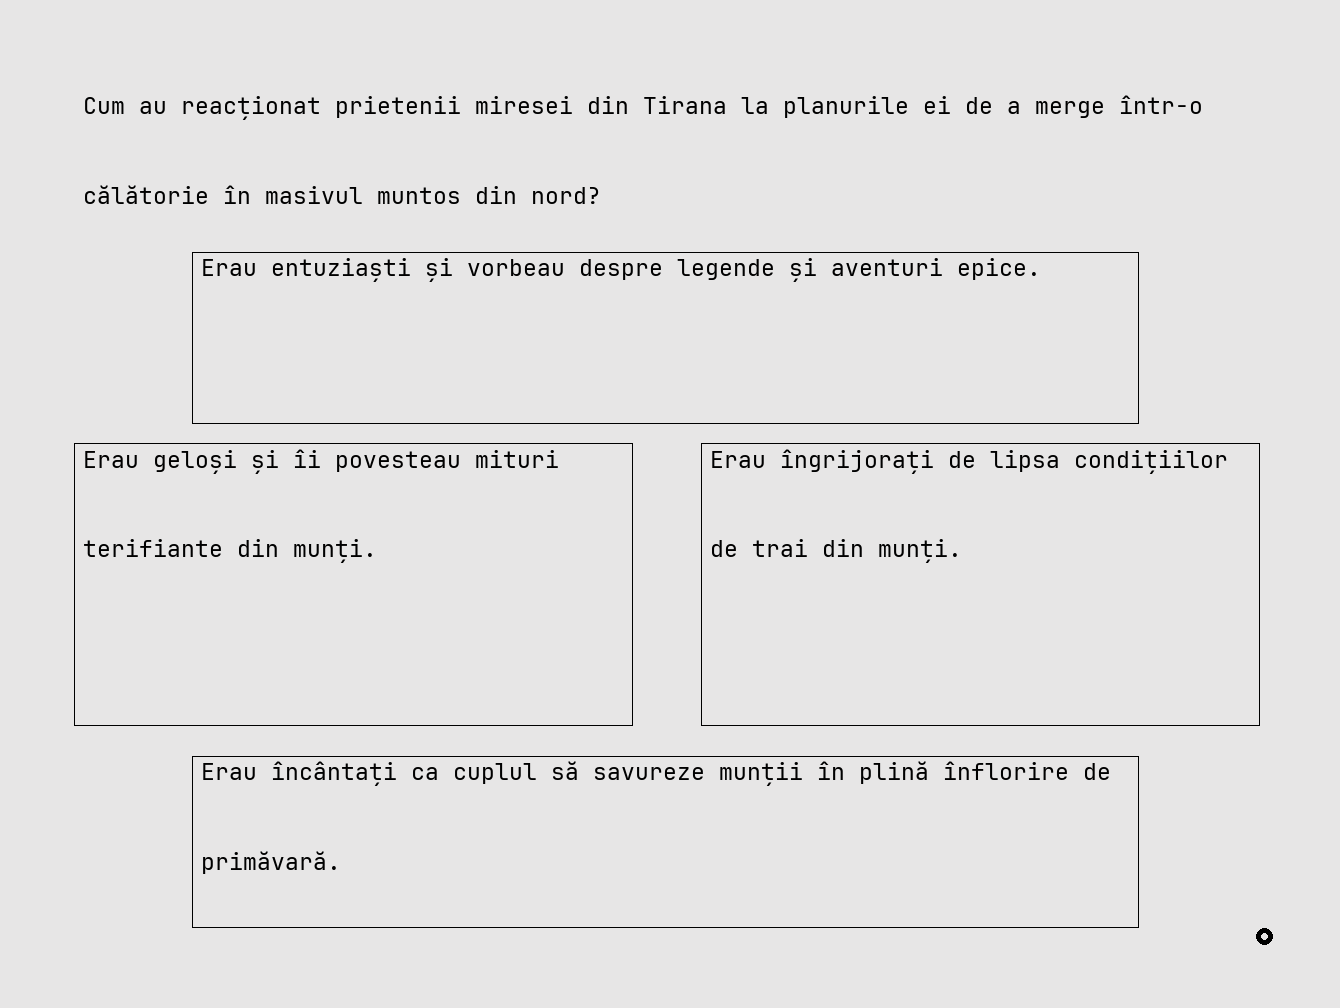 Cum au reacționat prietenii miresei din Tirana la planurile ei de a merge într-o
călătorie în masivul muntos din nord?
Erau entuziaști și vorbeau despre legende și aventuri epice.
Erau geloși și îi povesteau mituri
terifiante din munți.
Erau îngrijorați de lipsa condițiilor
de trai din munți.
Erau încântați ca cuplul să savureze munții în plină înflorire de
primăvară.